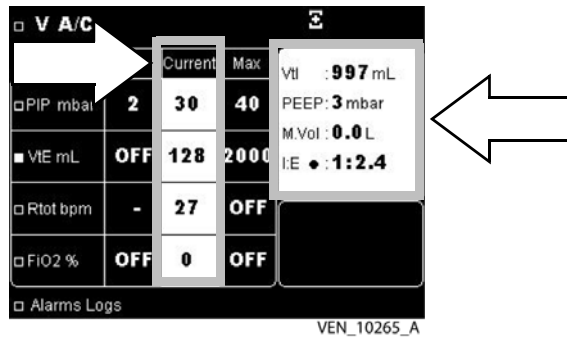 □ V A/C
Current Max
□ PIP mbar 2 30 40
■ VtE mL OFF 128 2000
□ Rtot bpm - 27 OFF
□ FiO2 % OFF 0 OFF
VtI : 997 mL
PEEP: 3 mbar
M.Vol : 0.0 L
I:E ● : 1:2.4
□ Alarms Logs
VEN_10265_A